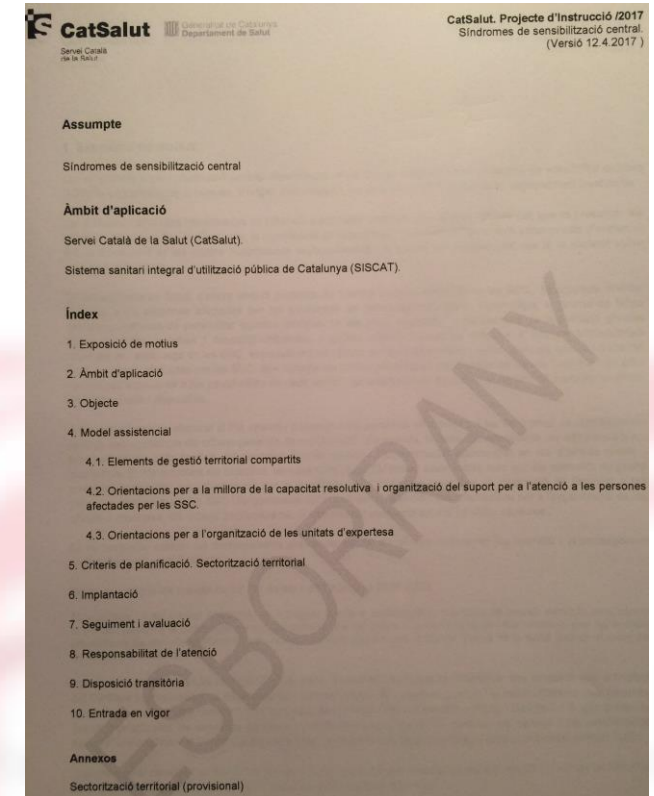 CatSalut
Servei Català
de la Salut
Generalitat de Catalunya
Departament de Salut
CatSalut. Projecte d'Instrucció /2017
Síndromes de sensibilització central.
(Versió 12.4.2017 )
Assumpte
Síndromes de sensibilització central
Àmbit d'aplicació
Servei Català de la Salut (CatSalut).
Sistema sanitari integral d'utilització pública de Catalunya (SISCAT).
Índex
1. Exposició de motius
2. Àmbit d'aplicació
3. Objecte
4. Model assistencial
4.1. Elements de gestió territorial compartits
4.2. Orientacions per a la millora de la capacitat resolutiva i organització del suport per a l'atenció a les persones
afectades per les SSC.
4.3. Orientacions per a l'organització de les unitats d'expertesa
5. Criteris de planificació. Sectorització territorial
6. Implantació
7. Seguiment i avaluació
8. Responsabilitat de l'atenció
9. Disposició transitòria
10. Entrada en vigor
Annexos
Sectorització territorial (provisional)
ESBORRANY